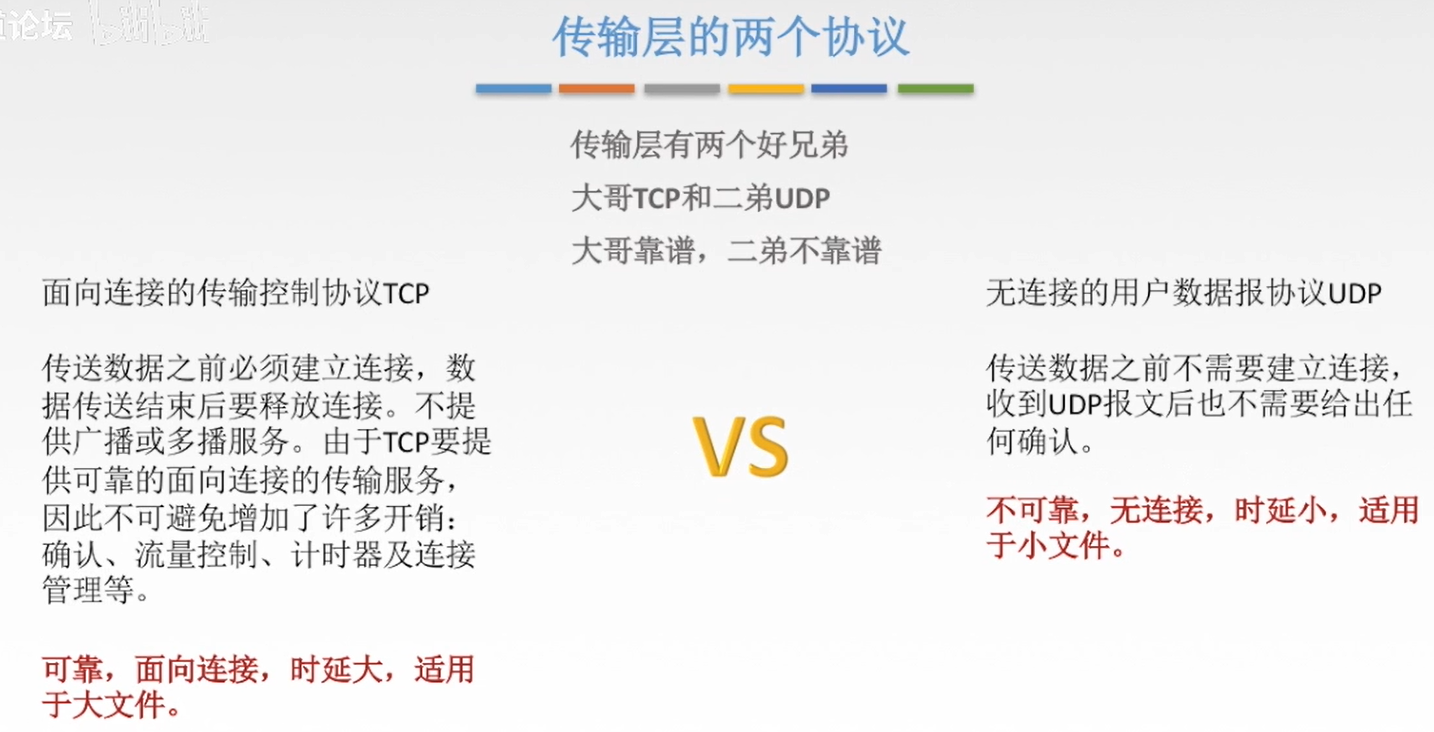 道论坛 bilibili
传输层的两个协议
传输层有两个好兄弟
大哥TCP和二弟UDP
大哥靠谱，二弟不靠谱
面向连接的传输控制协议TCP
传送数据之前必须建立连接，数
据传送结束后要释放连接。不提
供广播或多播服务。由于TCP要提
供可靠的面向连接的传输服务，
因此不可避免增加了许多开销：
确认、流量控制、计时器及连接
管理等。
可靠，面向连接，时延大，适用
于大文件。
VS
无连接的用户数据报协议UDP
传送数据之前不需要建立连接，
收到UDP报文后也不需要给出任
何确认。
不可靠，无连接，时延小，适用
于小文件。